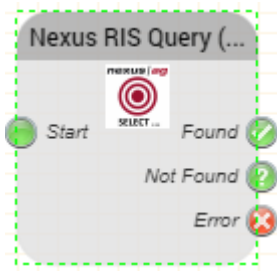 Nexus RIS Query (...
nexus|ag
SELECT ...
Start
Found
Not Found
Error